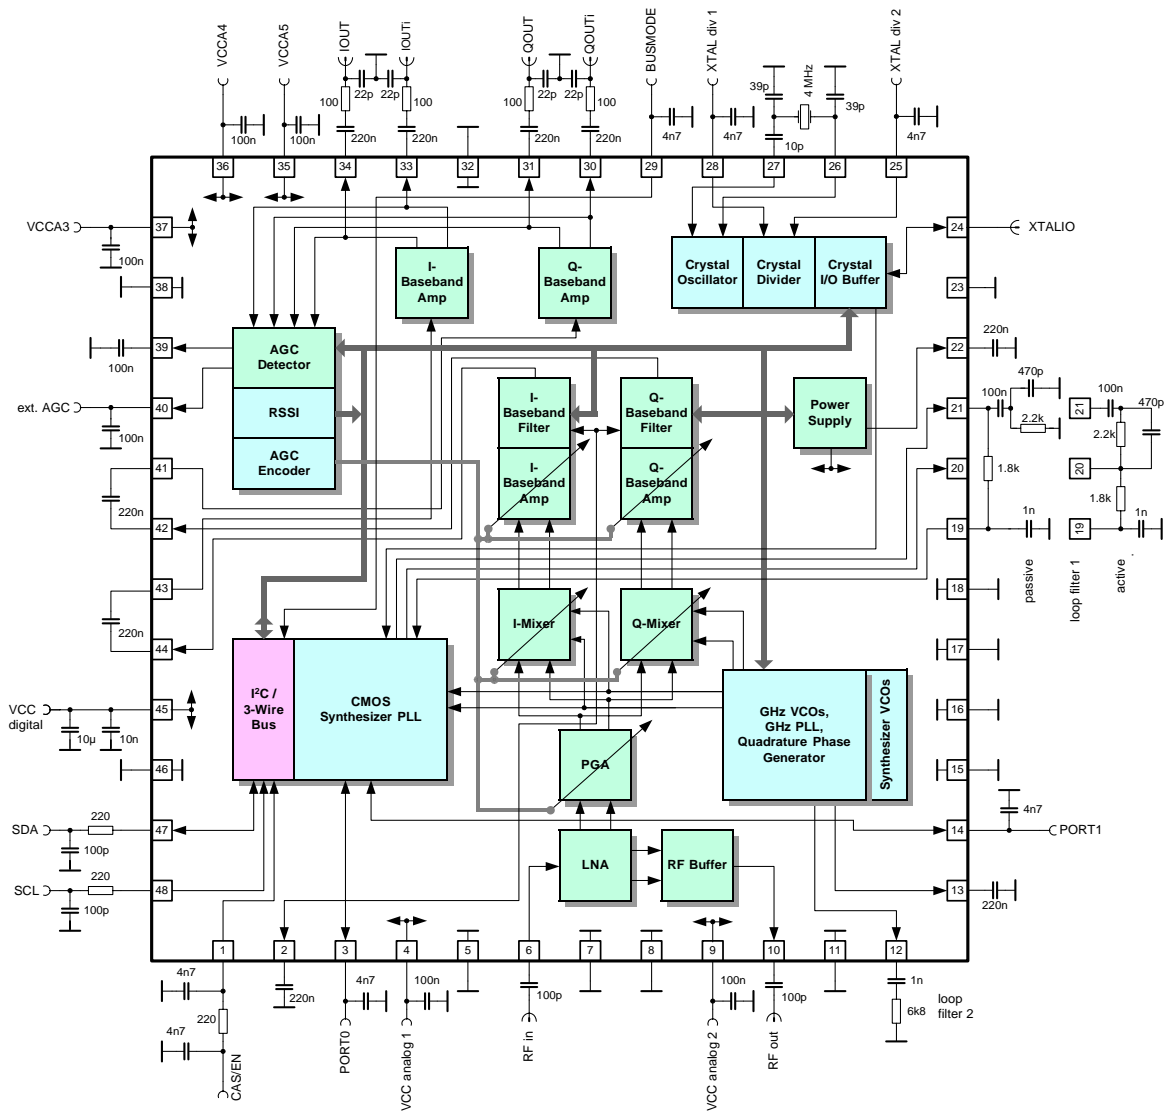 VCCA4
VCCA5
IOUT
IOUTi
QOUT
QOUTi
BUSMODE
XTAL div 1
4 MHz
XTAL div 2
22p
22p
22p
22p
39p
39p
100
100
100
100
100n
100n
220n
220n
220n
220n
4n7
4n7
10p
4n7
36
35
34
33
32
31
30
29
28
27
26
25
VCCA3
37
100n
38
39
100n
ext. AGC
40
100n
41
220n
42
43
220n
44
VCC
digital
45
10µ
10n
46
SDA
220
47
100p
SCL
220
48
100p
I-
Baseband
Amp
Q-
Baseband
Amp
Crystal
Oscillator
Crystal
Divider
Crystal
I/O Buffer
AGC
Detector
RSSI
AGC
Encoder
I-
Baseband
Filter
I-
Baseband
Amp
Q-
Baseband
Filter
Q-
Baseband
Amp
Power
Supply
I-Mixer
Q-Mixer
I²C /
3-Wire
Bus
CMOS
Synthesizer PLL
GHz VCOs,
GHz PLL,
Quadrature Phase
Generator
Synthesizer VCOs
PGA
LNA
RF Buffer
24
XTALIO
23
22
220n
21
100n
470p
2.2k
20
1.8k
19
1n
passive
loop filter 1
active
21
100n
470p
2.2k
20
1.8k
19
1n
18
17
16
15
14
4n7
PORT1
13
220n
1
2
3
4
5
6
7
8
9
10
11
12
4n7
220
4n7
CAS/EN
220n
4n7
PORT0
100n
VCC analog 1
100p
RF in
100n
VCC analog 2
100p
RF out
1n
6k8
loop
filter 2